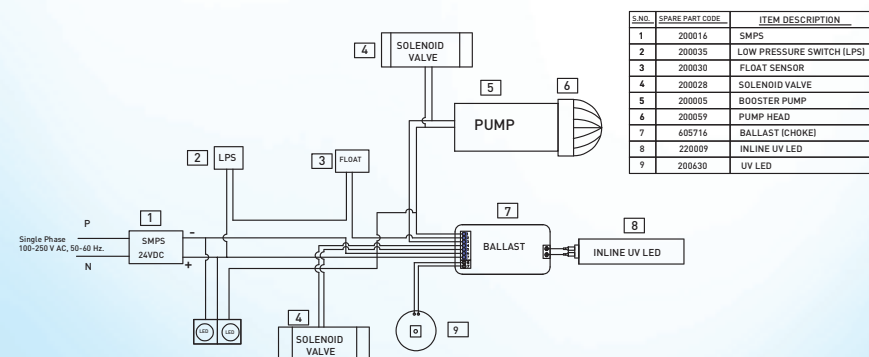 S.NO. SPARE PART CODE ITEM DESCRIPTION
1 200016 SMPS
2 200035 LOW PRESSURE SWITCH (LPS)
3 200030 FLOAT SENSOR
4 200028 SOLENOID VALVE
5 200005 BOOSTER PUMP
6 200059 PUMP HEAD
7 605716 BALLAST (CHOKE)
8 220009 INLINE UV LED
9 200630 UV LED
4
SOLENOID
VALVE
5
6
PUMP
2
LPS
3
FLOAT
1
P
Single Phase
100-250 V AC, 50-60 Hz.
N
SMPS
24VDC
-
+
7
BALLAST
8
INLINE UV LED
LED
LED
4
SOLENOID
VALVE
9